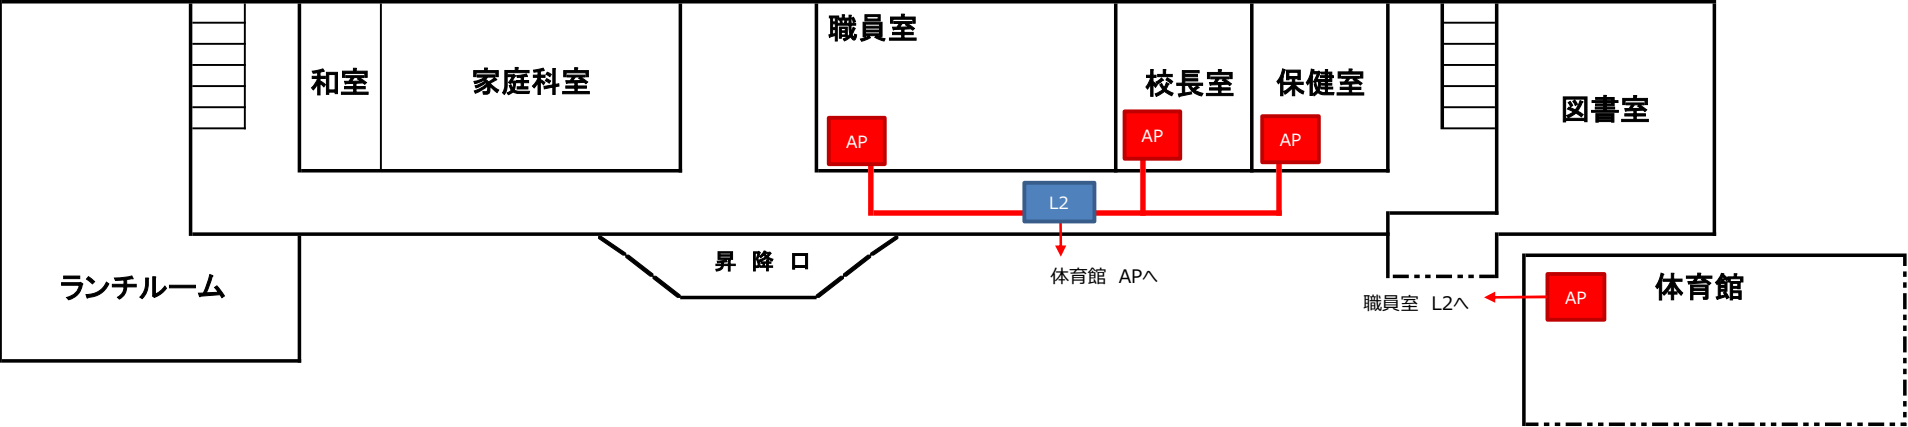 職員室
和室
家庭科室
校長室
保健室
図書室
AP
AP
AP
L2
昇 降 口
体育館 APへ
ランチルーム
職員室 L2へ
AP
体育館